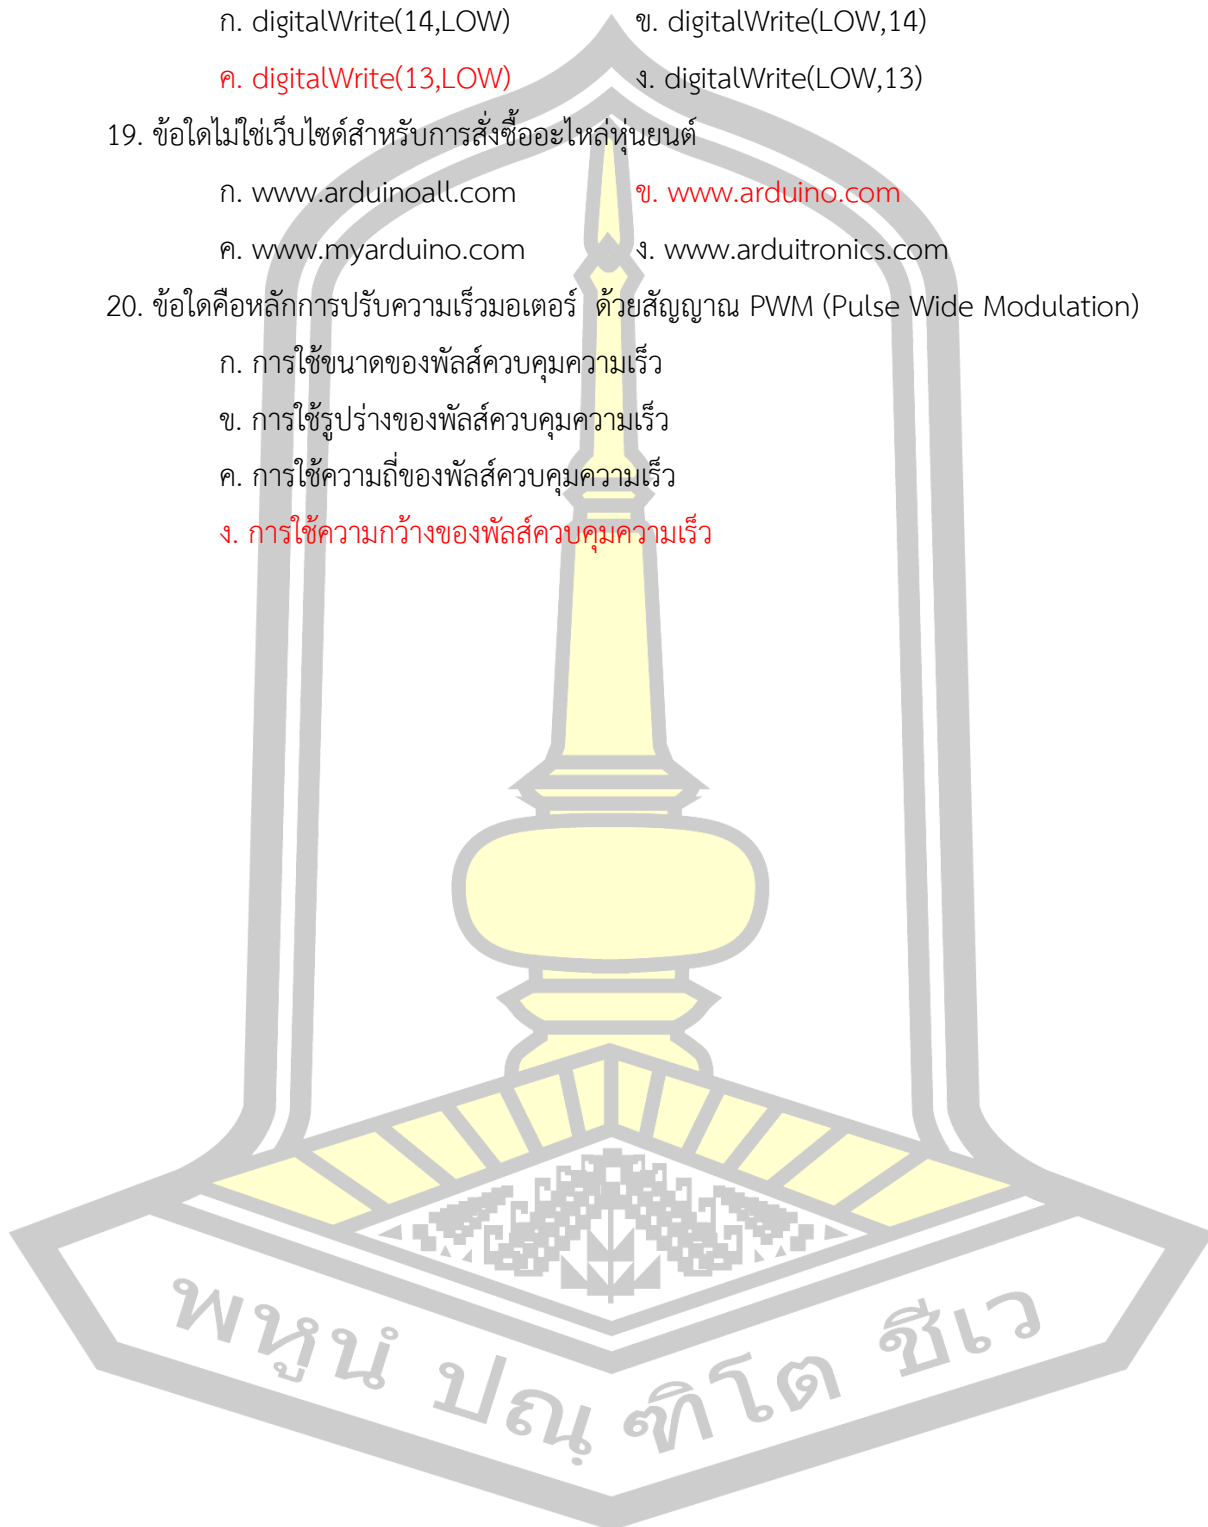 ก. digitalWrite(14,LOW) ข. digitalWrite(LOW,14)
ค. digitalWrite(13,LOW) ง. digitalWrite(LOW,13)
19. ข้อใดไม่ใช่เว็บไซด์สำหรับการสั่งซื้ออะไหล่หุ่นยนต์
ก. www.arduinoall.com ข. www.arduino.com
ค. www.myarduino.com ง. www.arduitronics.com
20. ข้อใดคือหลักการปรับความเร็วมอเตอร์ ด้วยสัญญาณ PWM (Pulse Wide Modulation)
ก. การใช้ขนาดของพัลส์ควบคุมความเร็ว
ข. การใช้รูปร่างของพัลส์ควบคุมความเร็ว
ค. การใช้ความถี่ของพัลส์ควบคุมความเร็ว
ง. การใช้ความกว้างของพัลส์ควบคุมความเร็ว
พหูนํ ปณฺฑิโต ชีเว